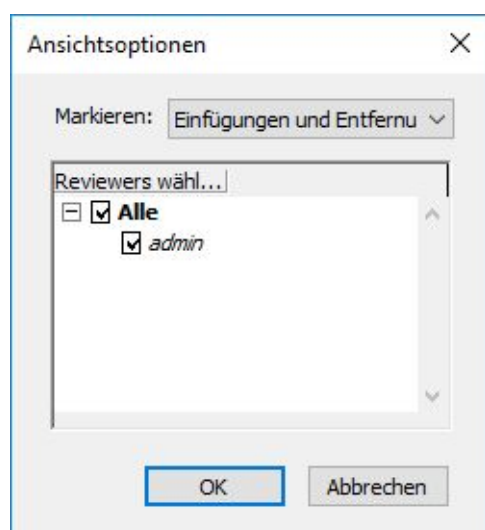 Ansichtsoptionen
Markieren: Einfügungen und Entfernu
Reviewers wähl...
Alle
admin
OK Abbrechen